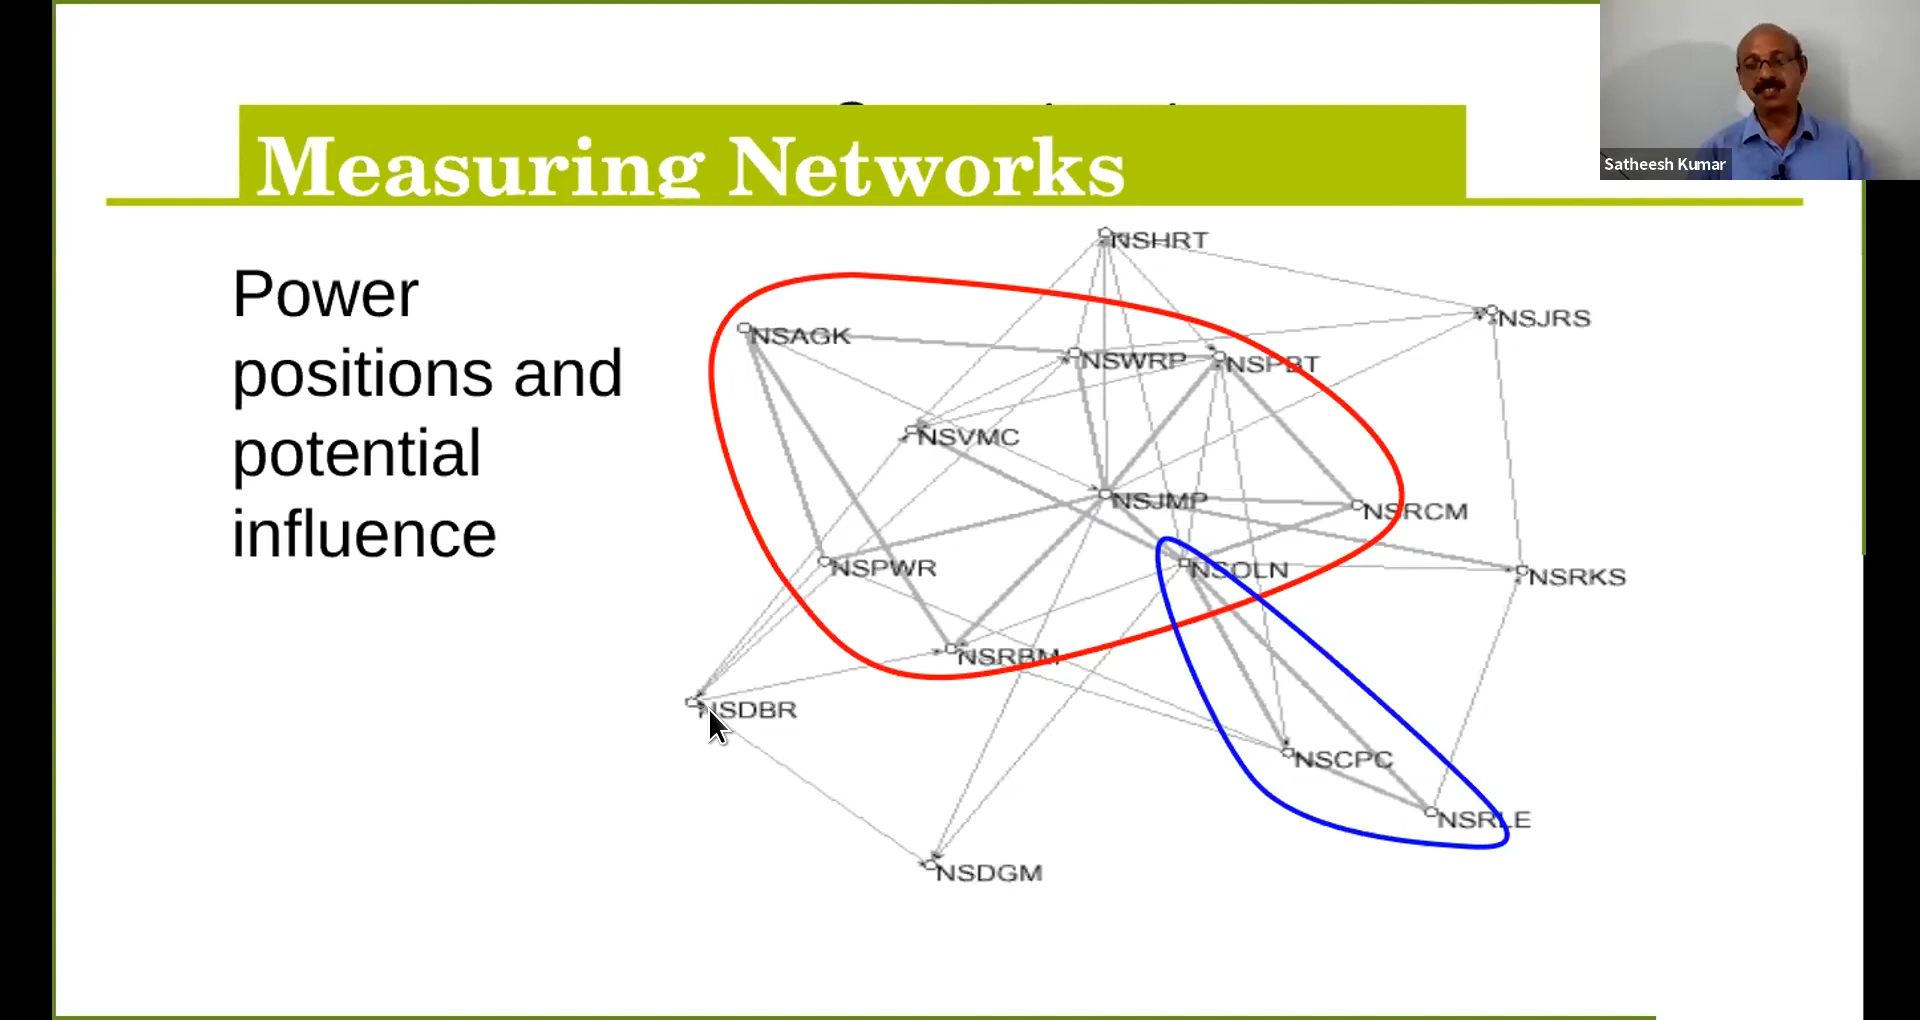 Satheesh Kumar
Measuring Networks
Power
positions and
potential
influence
NSHRT
NSJRS
NSAGK
NSWRP
NSPBT
NSVMC
NSJMP
NSRCM
NSPWR
NSOLN
NSRKS
NSRBM
NSDBR
NSCPC
NSRLE
NSDGM